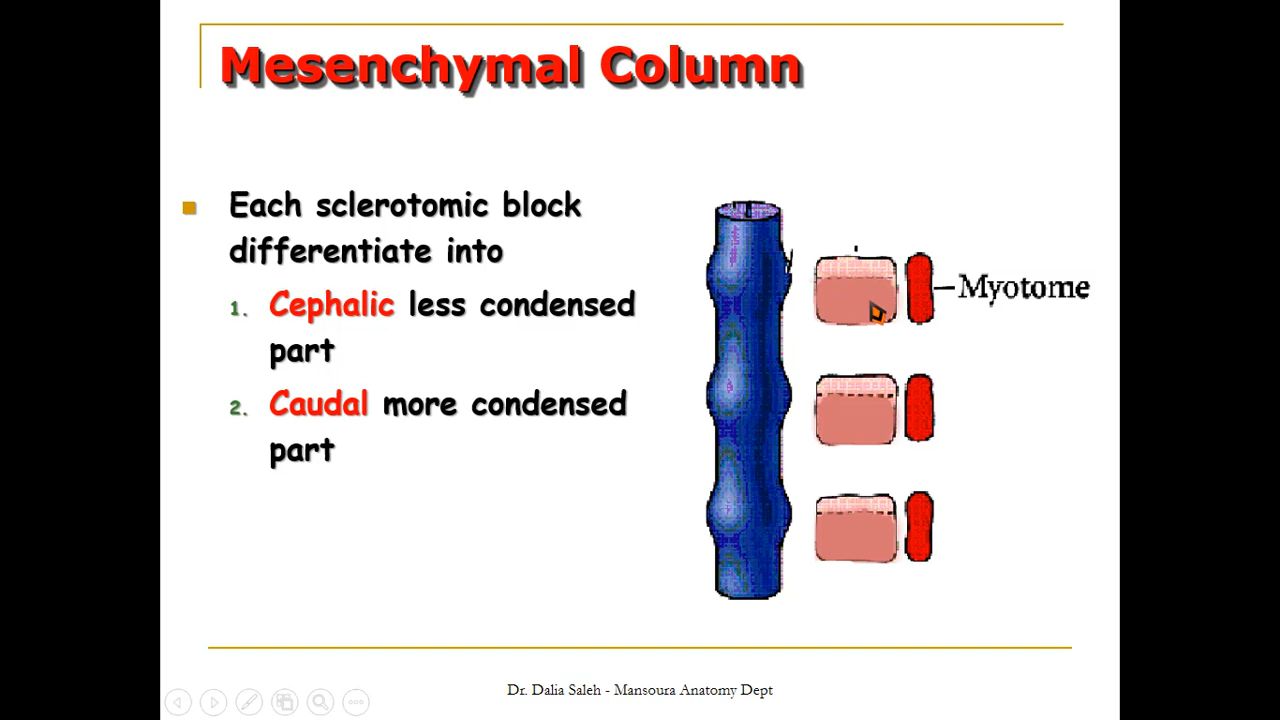 Mesenchymal Column
Each sclerotomic block
differentiate into
1. Cephalic less condensed
part
2. Caudal more condensed
part
Myotome
Dr. Dalia Saleh - Mansoura Anatomy Dept